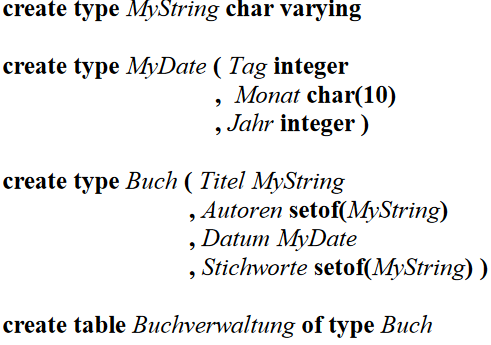 create type MyString char varying
create type MyDate ( Tag integer
, Monat char(10)
, Jahr integer )
create type Buch ( Titel MyString
, Autoren setof(MyString)
, Datum MyDate
, Stichworte setof(MyString) )
create table Buchverwaltung of type Buch